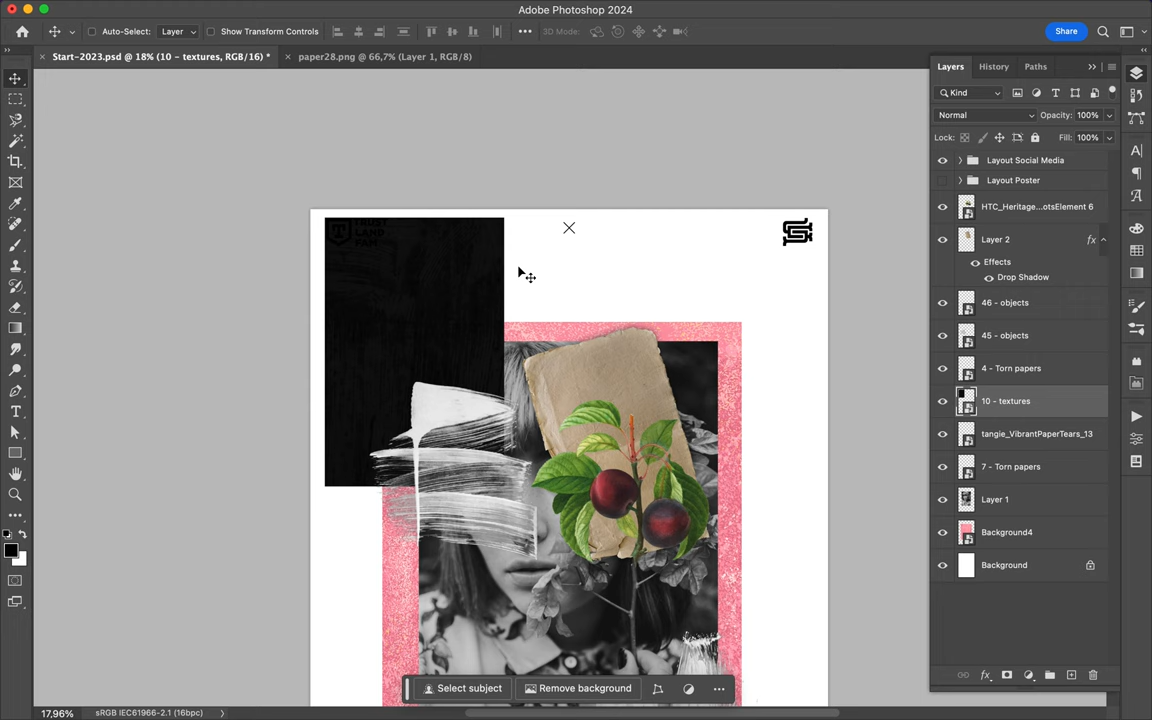 Adobe Photoshop 2024
Auto-Select: Layer Show Transform Controls 3D Mode: Share
Start-2023.psd @ 18% (10 - textures, RGB/16) * paper28.png @ 66,7% (Layer 1, RGB/8)
Layers History Paths
Kind
Normal Opacity: 100%
Lock: Fill: 100%
Layout Social Media
Layout Poster
HTC_Heritage...otsElement 6
Layer 2 fx
Effects
Drop Shadow
46 - objects
45 - objects
4 - Torn papers
10 - textures
tangie_VibrantPaperTears_13
7 - Torn papers
Layer 1
Background4
Background
Select subject Remove background
fx
17,96% sRGB IEC61966-2.1 (16bpc)